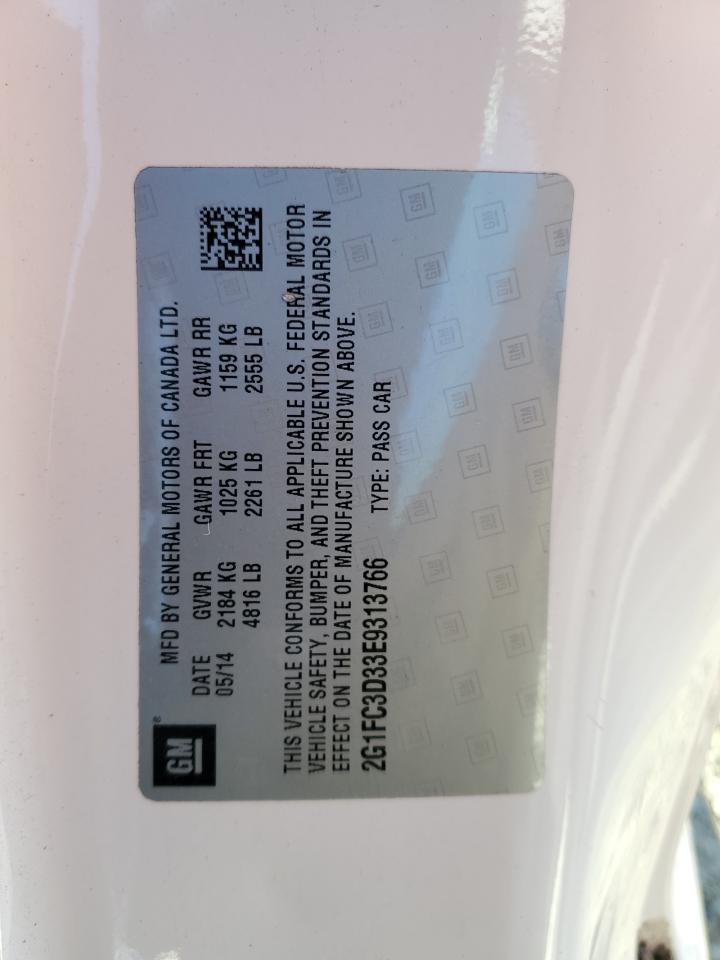 MFD BY GENERAL MOTORS OF CANADA LTD.
DATE GVWR GAWR FRT GAWR RR
05/14 2184 KG 1025 KG 1159 KG
4816 LB 2261 LB 2555 LB
GM®
THIS VEHICLE CONFORMS TO ALL APPLICABLE U.S. FEDERAL MOTOR
VEHICLE SAFETY, BUMPER, AND THEFT PREVENTION STANDARDS IN
EFFECT ON THE DATE OF MANUFACTURE SHOWN ABOVE.
2G1FC3D33E9313766 TYPE: PASS CAR